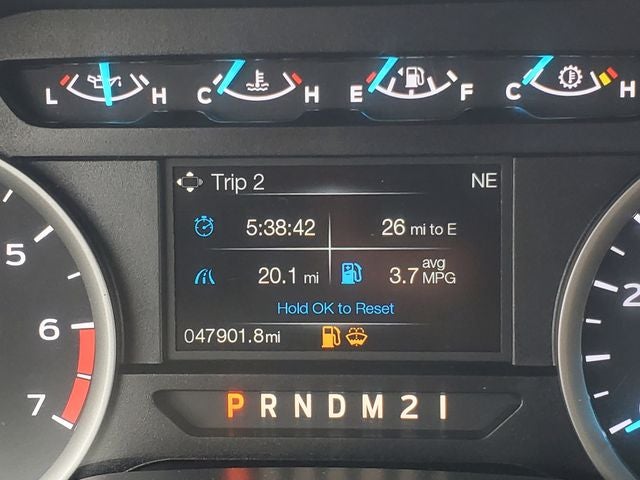 L H C H E F C H
Trip 2 NE
5:38:42 26 mi to E
20.1 mi 3.7 avg MPG
Hold OK to Reset
047901.8mi
5
6
7
2
P R N D M 2 1